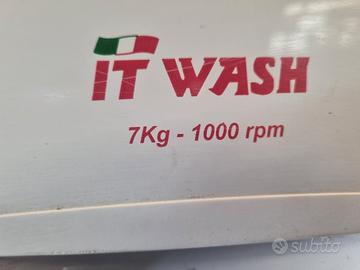 IT WASH
7Kg - 1000 rpm
subito